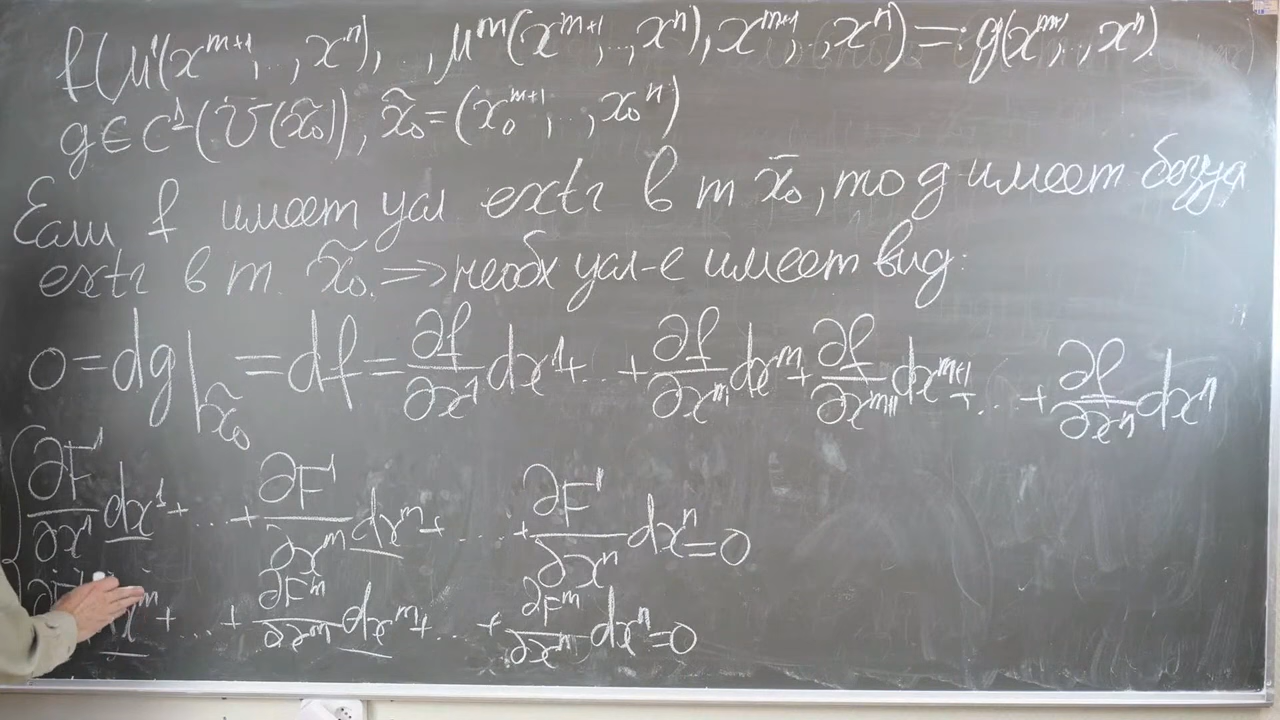 f(μ¹(x^{m+1},..,x^n),..,μ^m(x^{m+1},..,x^n),x^{m+1},..,x^n)=:g(x^{m+1},..,x^n).
g∈C¹(U(x̃₀)), x̃₀=(x₀^{m+1},..,x₀^n)
Если f имеет усл extr в т x̄₀, то g имеет безусл
extr в т. x̃₀. ⇒ необх усл-е имеет вид:
0=dg|_{x̃₀}=df=∂f/∂x¹ dx¹+..+∂f/∂x^m dx^m+∂f/∂x^{m+1} dx^{m+1}+..+∂f/∂x^n dx^n
{∂F¹/∂x¹ dx¹+..+∂F¹/∂x^m dx^m+..+∂F¹/∂x^n dx^n=0
+..+∂F^m/∂x^m dx^m+..+∂F^m/∂x^n dx^n=0